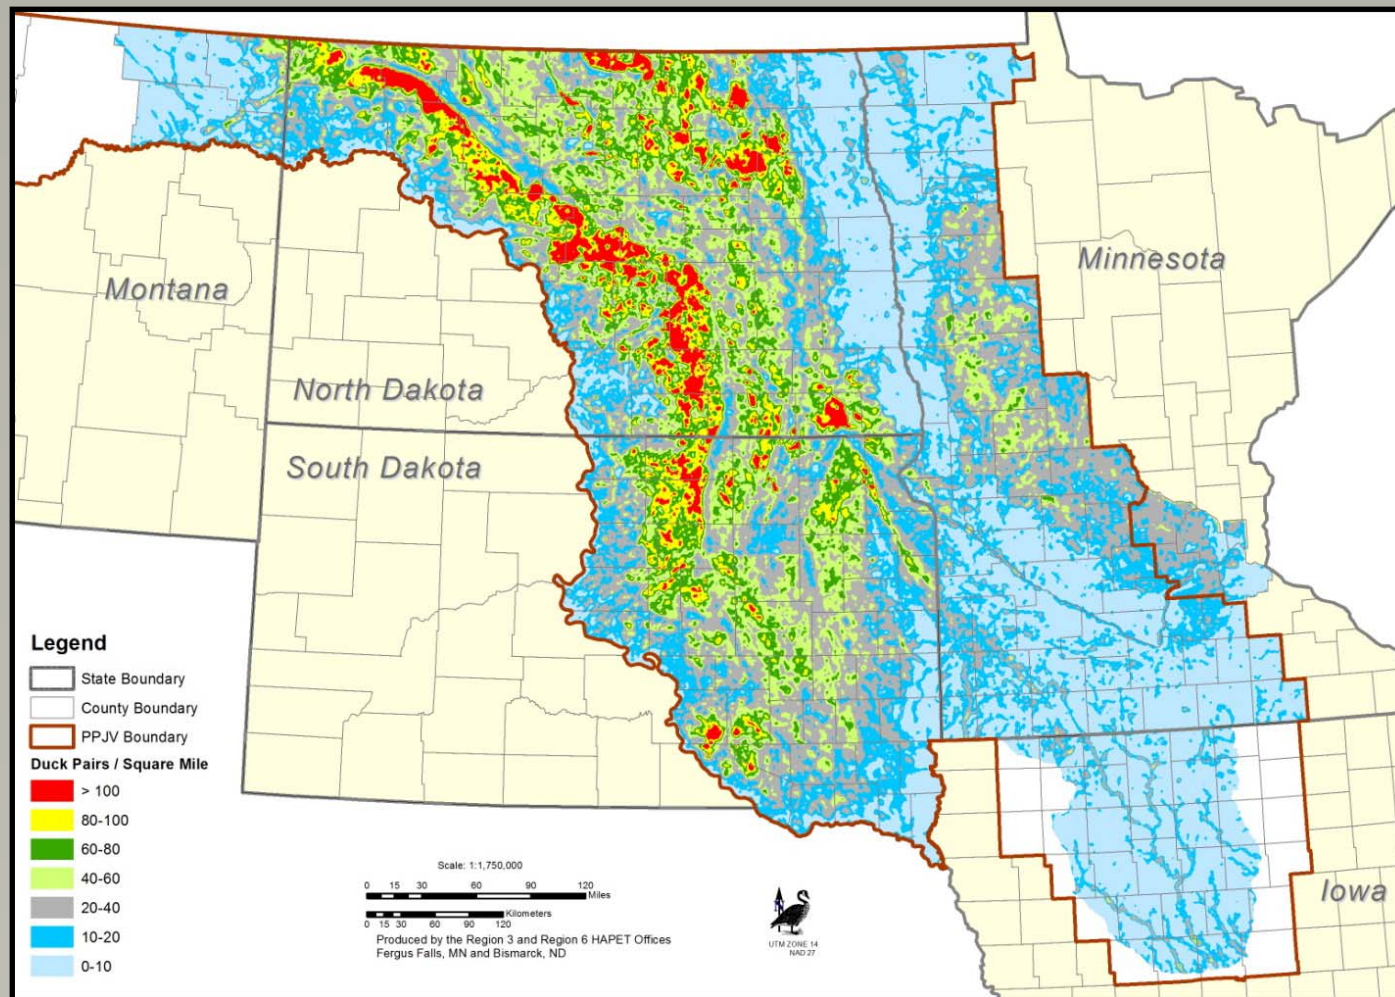 Montana
North Dakota
South Dakota
Minnesota
Iowa
Legend
State Boundary
County Boundary
PPJV Boundary
Duck Pairs / Square Mile
> 100
80-100
60-80
40-60
20-40
10-20
0-10
Scale: 1:1,750,000
0 15 30 60 90 120
Miles
Kilometers
0 15 30 60 90 120
Produced by the Region 3 and Region 6 HAPET Offices
Fergus Falls, MN and Bismarck, ND
N
UTM ZONE 14
NAD 27